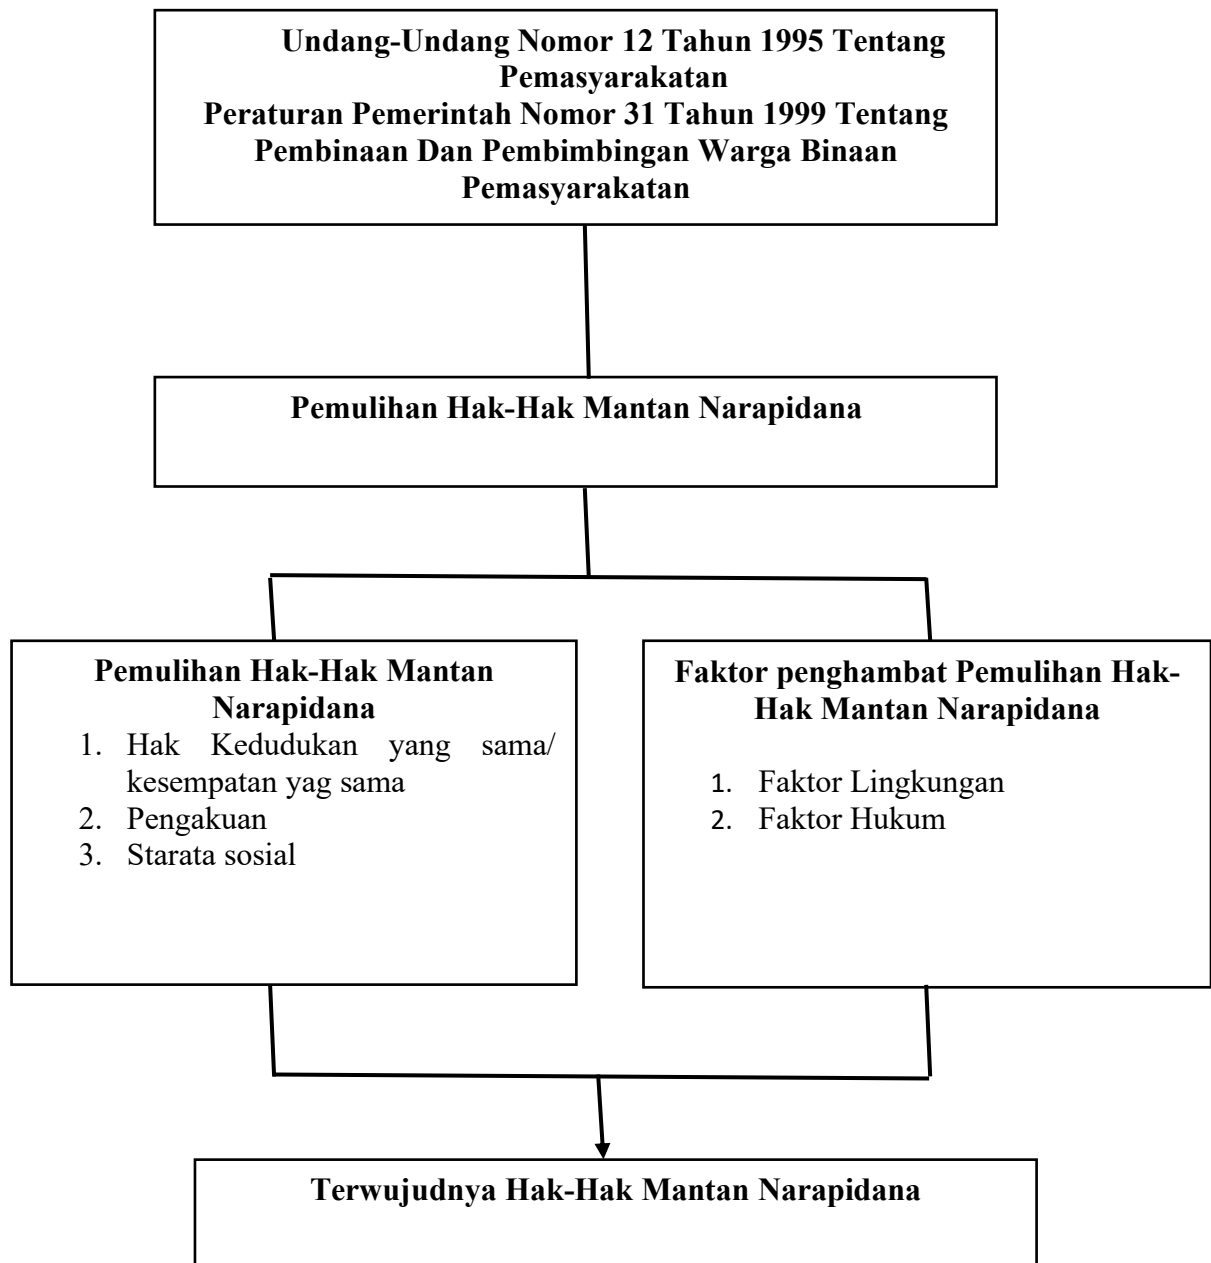 Undang-Undang Nomor 12 Tahun 1995 Tentang
Pemasyarakatan
Peraturan Pemerintah Nomor 31 Tahun 1999 Tentang
Pembinaan Dan Pembimbingan Warga Binaan
Pemasyarakatan
Pemulihan Hak-Hak Mantan Narapidana
Pemulihan Hak-Hak Mantan
Narapidana
1. Hak Kedudukan yang sama/
kesempatan yag sama
2. Pengakuan
3. Starata sosial
Faktor penghambat Pemulihan Hak-
Hak Mantan Narapidana
1. Faktor Lingkungan
2. Faktor Hukum
Terwujudnya Hak-Hak Mantan Narapidana